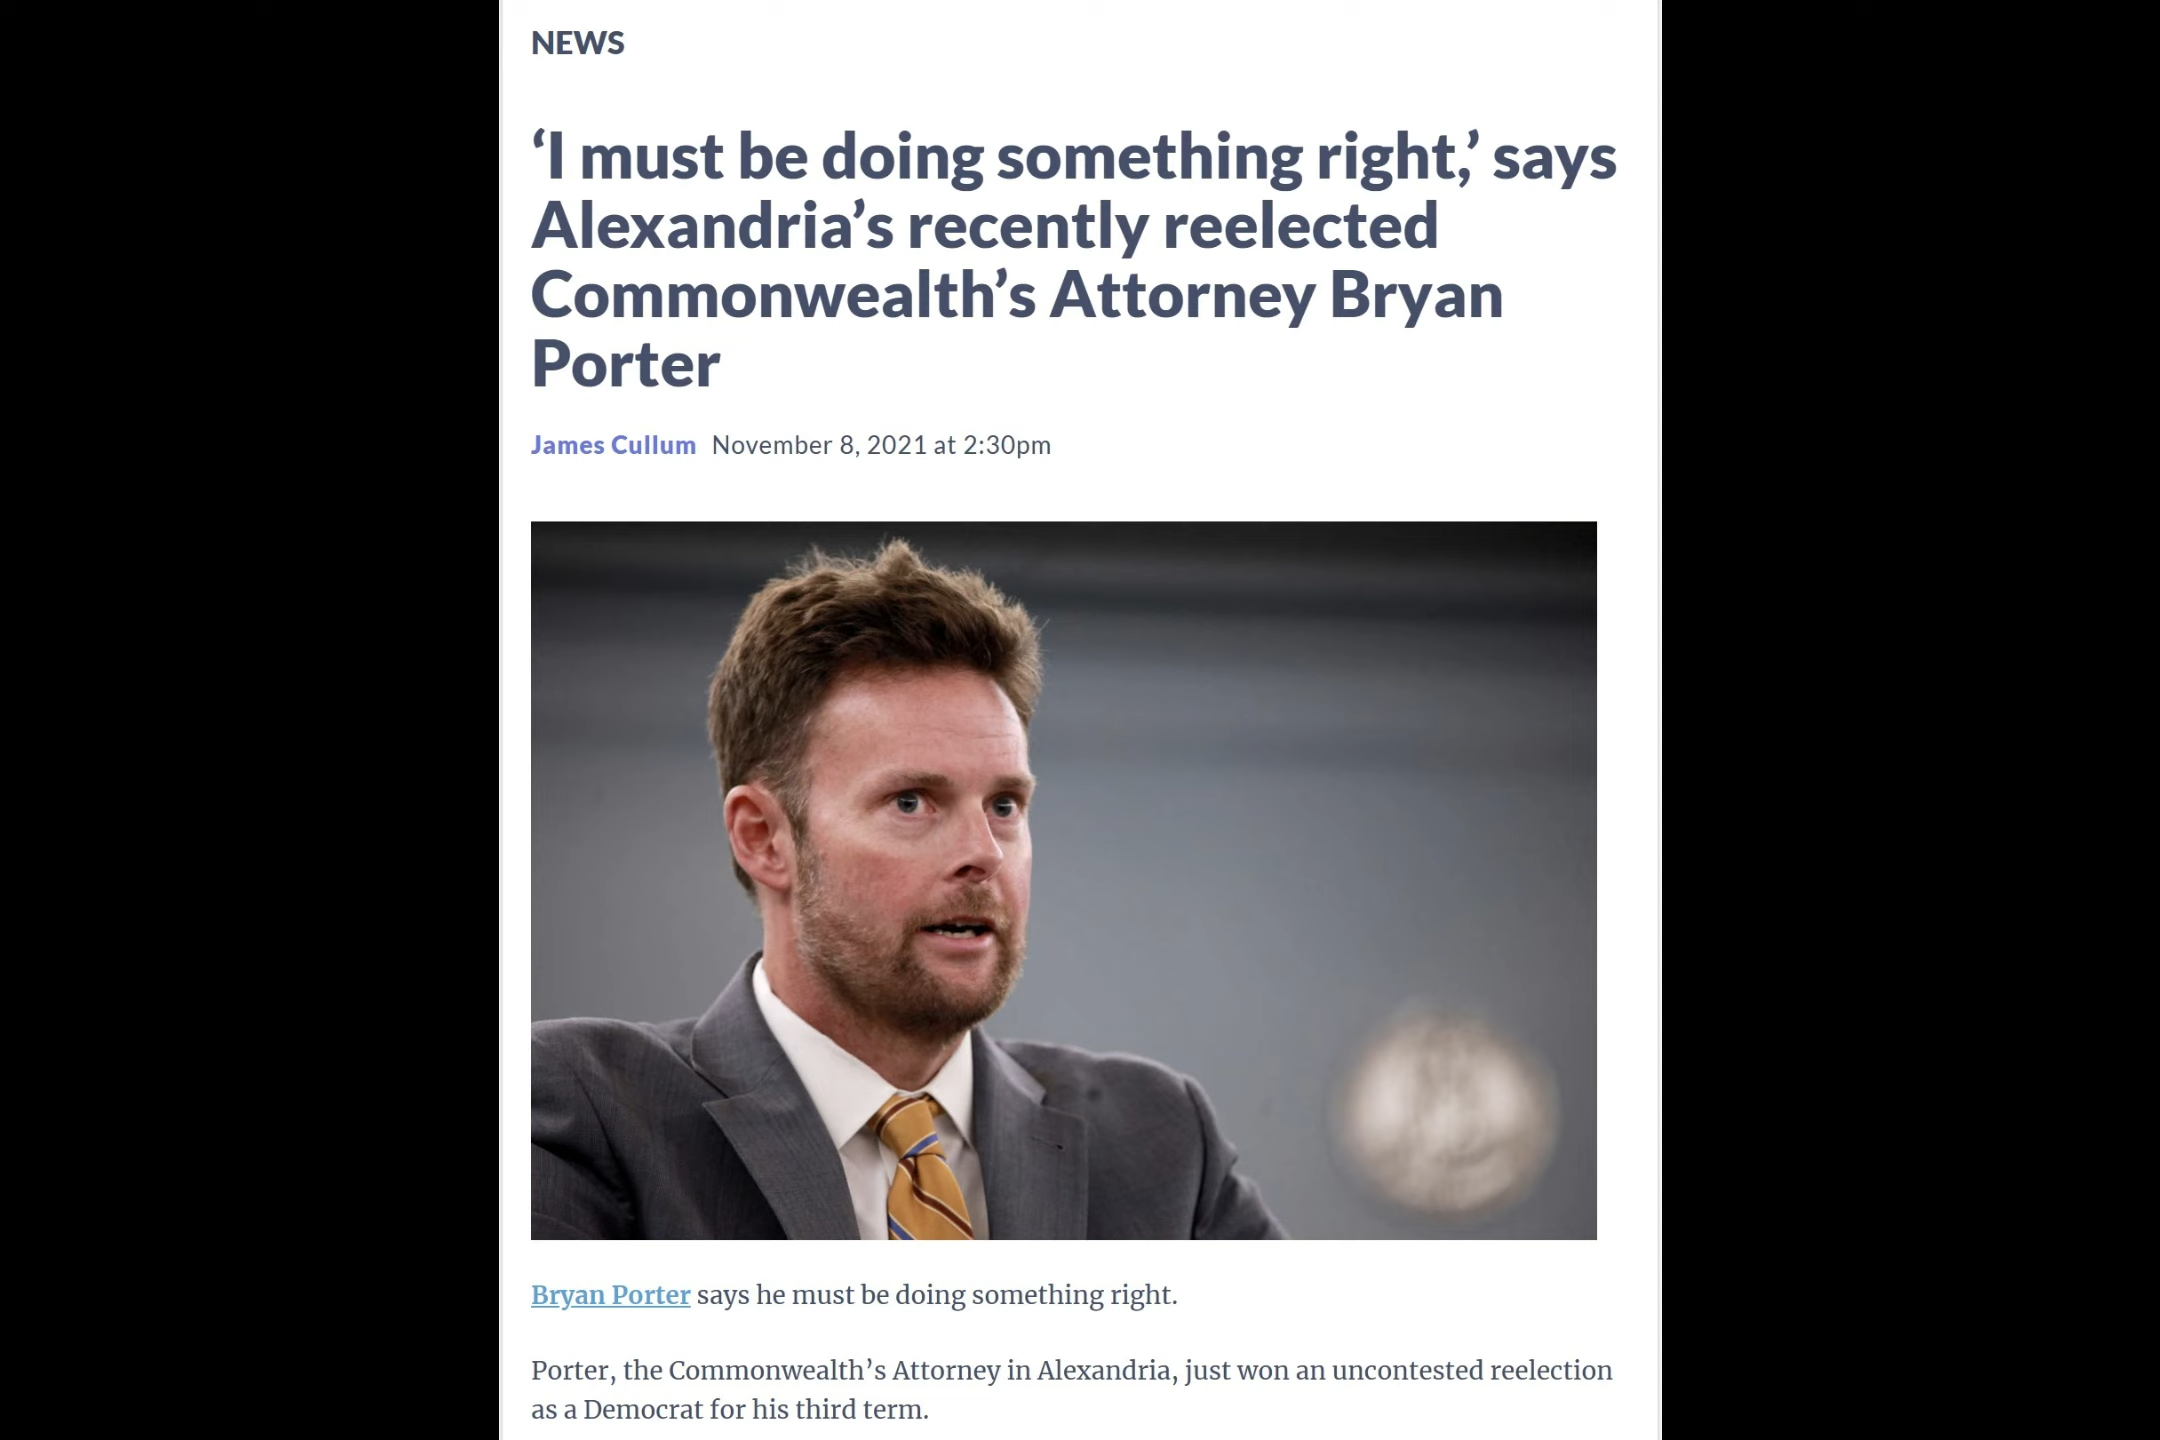 NEWS
‘I must be doing something right,’ says
Alexandria’s recently reelected
Commonwealth’s Attorney Bryan
Porter
James Cullum November 8, 2021 at 2:30pm
Bryan Porter says he must be doing something right.
Porter, the Commonwealth’s Attorney in Alexandria, just won an uncontested reelection
as a Democrat for his third term.